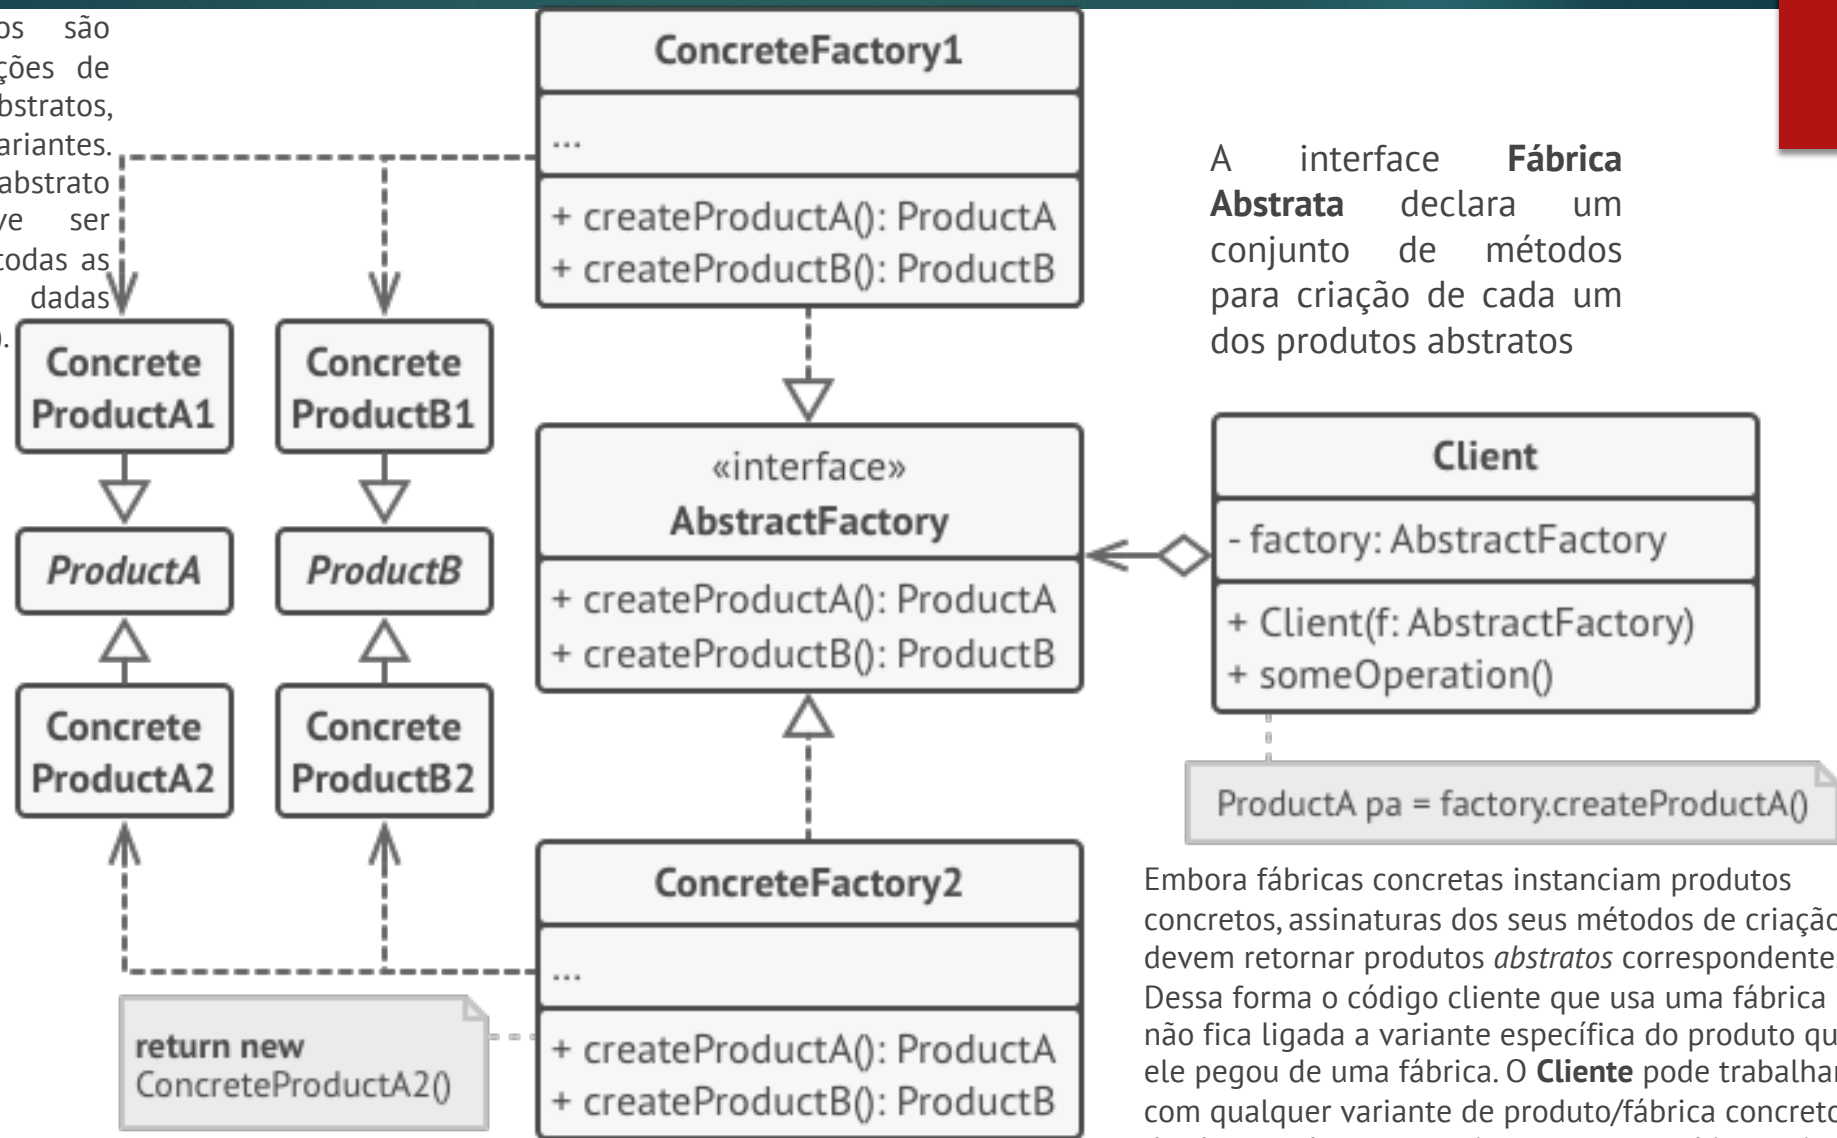 os são
ções de
bstratos,
ariantes.
abstrato
ve ser
todas as
dadas
).
ConcreteFactory1
...
+ createProductA(): ProductA
+ createProductB(): ProductB
A interface Fábrica
Abstrata declara um
conjunto de métodos
para criação de cada um
dos produtos abstratos
Concrete
ProductA1
Concrete
ProductB1
ProductA
ProductB
Concrete
ProductA2
Concrete
ProductB2
«interface»
AbstractFactory
+ createProductA(): ProductA
+ createProductB(): ProductB
Client
- factory: AbstractFactory
+ Client(f: AbstractFactory)
+ someOperation()
ProductA pa = factory.createProductA()
ConcreteFactory2
...
+ createProductA(): ProductA
+ createProductB(): ProductB
return new
ConcreteProductA2()
Embora fábricas concretas instanciam produtos
concretos, assinaturas dos seus métodos de criação
devem retornar produtos abstratos correspondente
Dessa forma o código cliente que usa uma fábrica
não fica ligada a variante específica do produto qu
ele pegou de uma fábrica. O Cliente pode trabalhar
com qualquer variante de produto/fábrica concreto